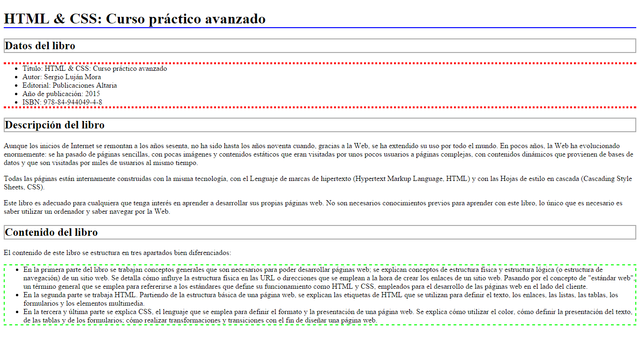 HTML & CSS: Curso práctico avanzado
Datos del libro
Título: HTML & CSS: Curso práctico avanzado
Autor: Sergio Luján Mora
Editorial: Publicaciones Altaria
Año de publicación: 2015
ISBN: 978-84-944049-4-8
Descripción del libro
Aunque los inicios de Internet se remontan a los años sesenta, no ha sido hasta los años noventa cuando, gracias a la Web, se ha extendido su uso por todo el mundo. En pocos años, la Web ha evolucionado
enormemente: se ha pasado de páginas sencillas, con pocas imágenes y contenidos estáticos que eran visitadas por unos pocos usuarios a páginas complejas, con contenidos dinámicos que provienen de bases de
datos y que son visitadas por miles de usuarios al mismo tiempo.
Todas las páginas están internamente construidas con la misma tecnología, con el Lenguaje de marcas de hipertexto (Hypertext Markup Language, HTML) y con las Hojas de estilo en cascada (Cascading Style
Sheets, CSS).
Este libro es adecuado para cualquiera que tenga interés en aprender a desarrollar sus propias páginas web. No son necesarios conocimientos previos para aprender con este libro, lo único que es necesario es
saber utilizar un ordenador y saber navegar por la Web.
Contenido del libro
El contenido de este libro se estructura en tres apartados bien diferenciados:
En la primera parte del libro se trabajan conceptos generales que son necesarios para poder desarrollar páginas web; se explican conceptos de estructura física y estructura lógica (o estructura de
navegación) de un sitio web. Se detalla cómo influye la estructura física en las URL o direcciones que se emplean a la hora de crear los enlaces de un sitio web. Pasando por el concepto de "estándar web",
un término general que se emplea para referirse a los estándares que define su funcionamiento como HTML y CSS, empleados para el desarrollo de las páginas web en el lado del cliente.
En la segunda parte se trabaja HTML. Partiendo de la estructura básica de una página web, se explican las etiquetas de HTML que se utilizan para definir el texto, los enlaces, las listas, las tablas, los
formularios y los elementos multimedia.
En la tercera y última parte se explica CSS, el lenguaje que se emplea para definir el formato y la presentación de una página web. Se explica cómo utilizar el color, cómo definir la presentación del texto,
de las tablas y de los formularios; cómo realizar transformaciones y transiciones con el fin de diseñar una página web.